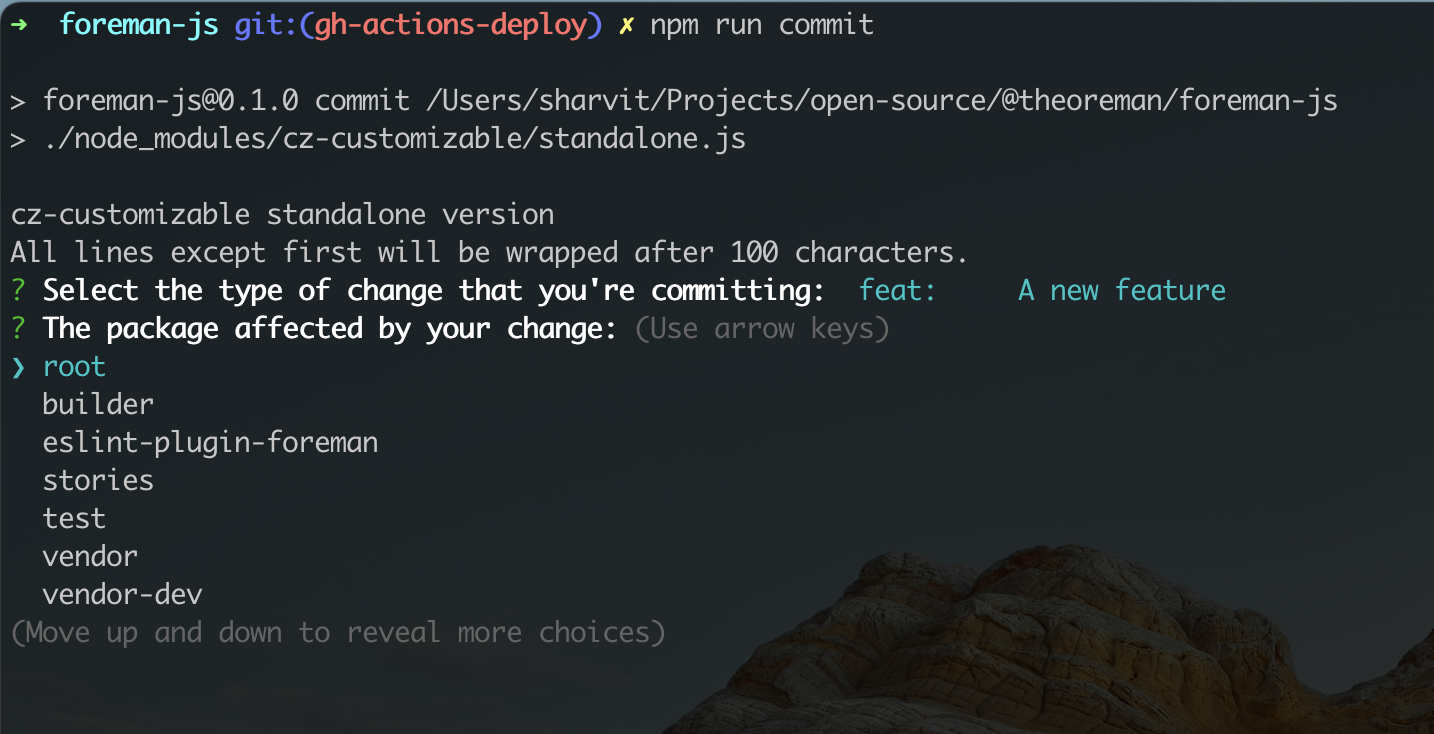 ➜  foreman-js git:(gh-actions-deploy) ✗ npm run commit
> foreman-js@0.1.0 commit /Users/sharvit/Projects/open-source/@theoreman/foreman-js
> ./node_modules/cz-customizable/standalone.js
cz-customizable standalone version
All lines except first will be wrapped after 100 characters.
? Select the type of change that you're committing:  feat:     A new feature
? The package affected by your change: (Use arrow keys)
❯ root
  builder
  eslint-plugin-foreman
  stories
  test
  vendor
  vendor-dev
(Move up and down to reveal more choices)